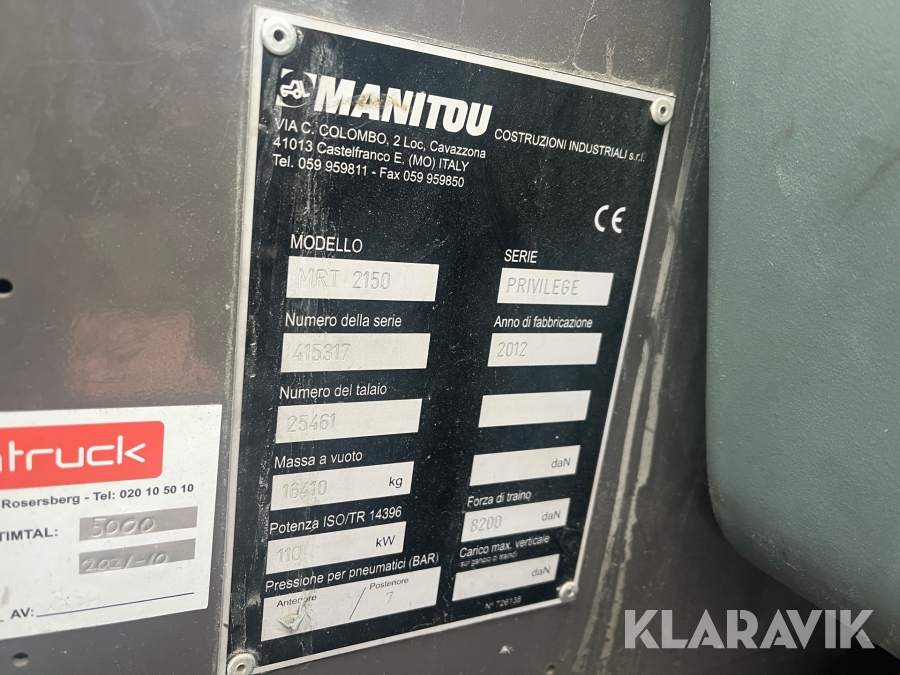 MANITOU COSTRUZIONI INDUSTRIALI s.r.l.
VIA C. COLOMBO, 2 Loc, Cavazzona
41013 Castelfranco E. (MO) ITALY
Tel. 059 959811 - Fax 059 959850
CE
MODELLO
MRT 2150
SERIE
PRIVILEGE
Numero della serie
415317
Anno di fabbricazione
2012
Numero del talaio
25461
Massa a vuoto
16410 kg
daN
Potenza ISO/TR 14396
110 kW
Forza di traino
8200 daN
Pressione per pneumatici (BAR)
Anteriore / Posteriore
7
Carico max. verticale
su gancio (o traino)
daN
N° 726138
truck
Rosersberg - Tel: 020 10 50 10
TIMTAL: 5000
2021-10
AV:
KLARAVIK